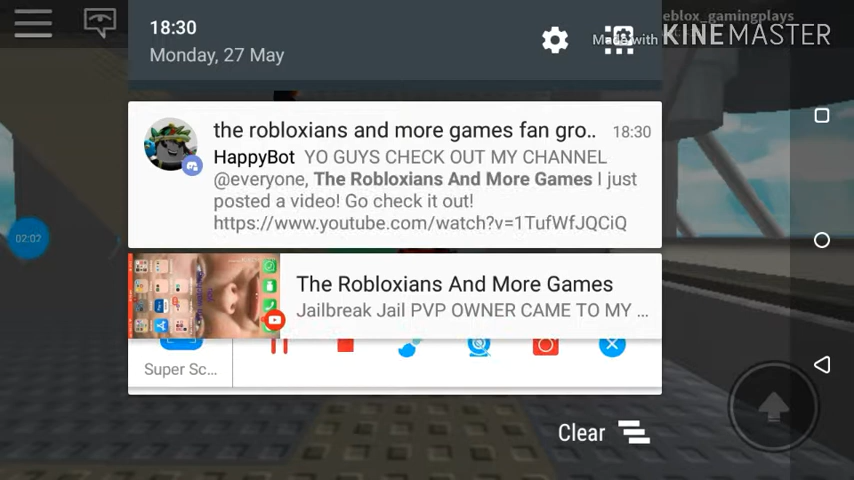 18:30
Monday, 27 May
eblox_gamingplays
Made with KINEMASTER
the robloxians and more games fan gro.. 18:30
HappyBot YO GUYS CHECK OUT MY CHANNEL
@everyone, The Robloxians And More Games I just
posted a video! Go check it out!
https://www.youtube.com/watch?v=1TufWfJQCiQ
02:07
The Robloxians And More Games
Jailbreak Jail PVP OWNER CAME TO MY ...
Super Sc...
Clear